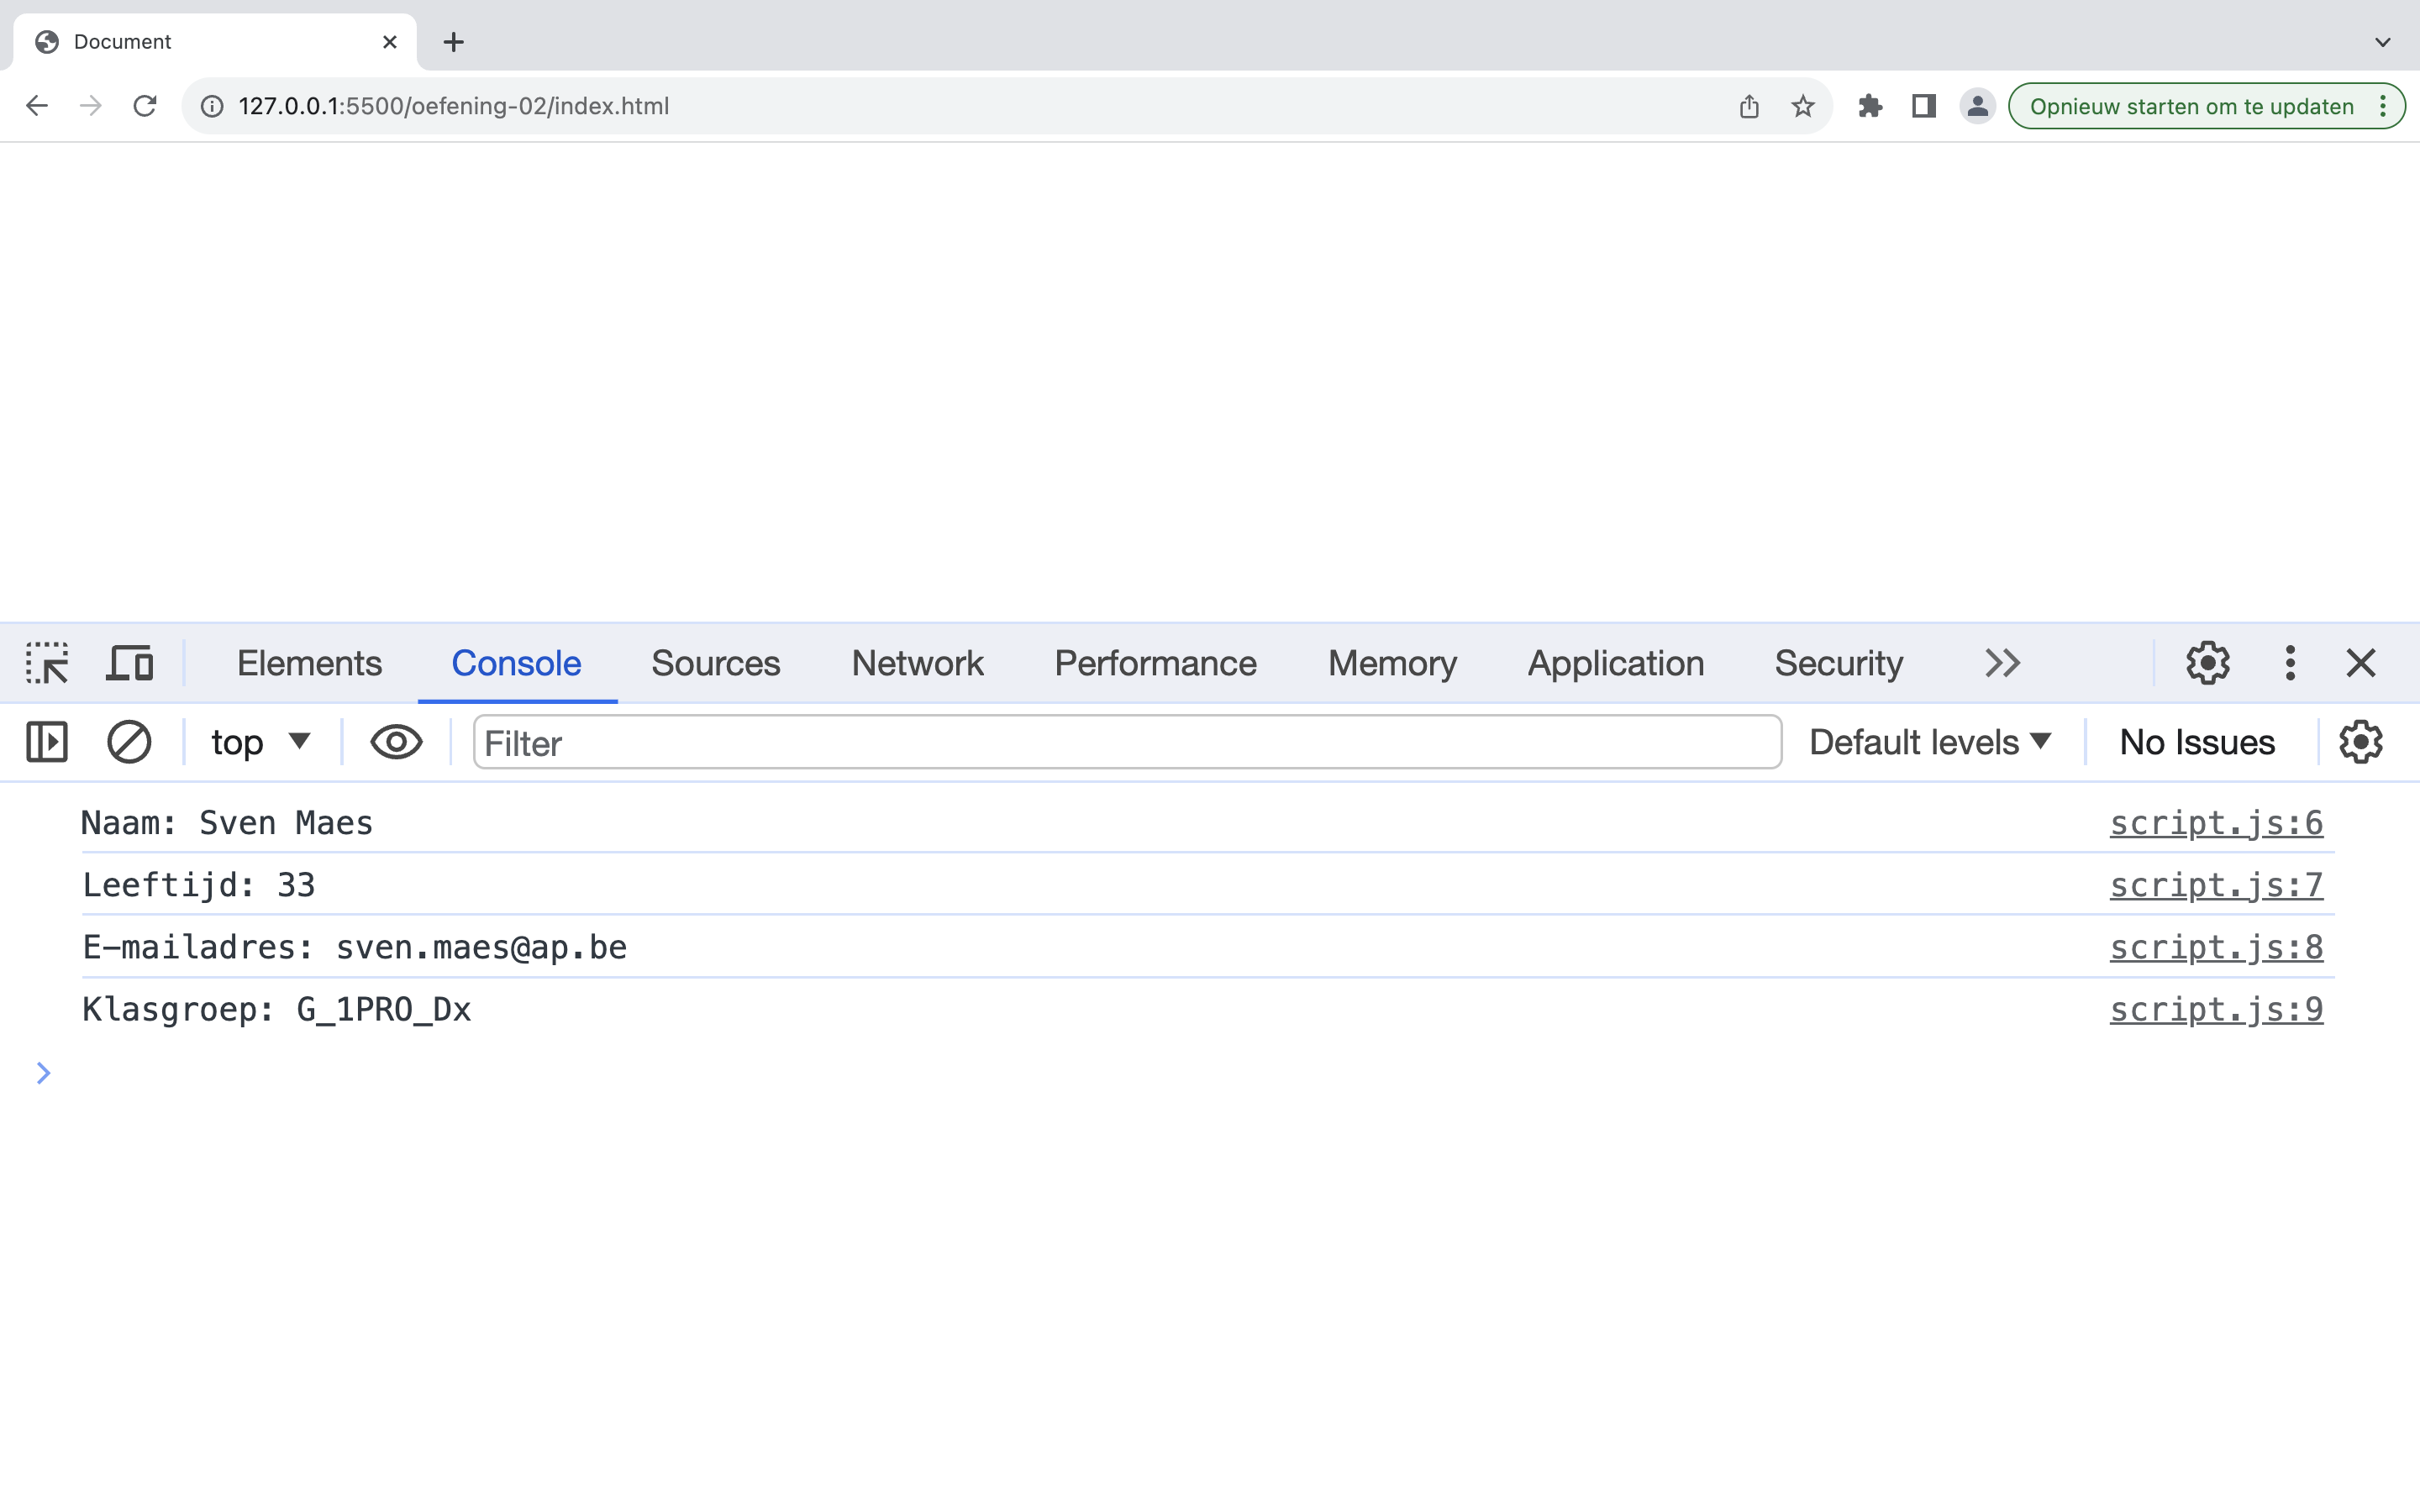 Document
127.0.0.1:5500/oefening-02/index.html
Opnieuw starten om te updaten
Elements Console Sources Network Performance Memory Application Security
top Filter Default levels No Issues
Naam: Sven Maes script.js:6
Leeftijd: 33 script.js:7
E-mailadres: sven.maes@ap.be script.js:8
Klasgroep: G_1PRO_Dx script.js:9